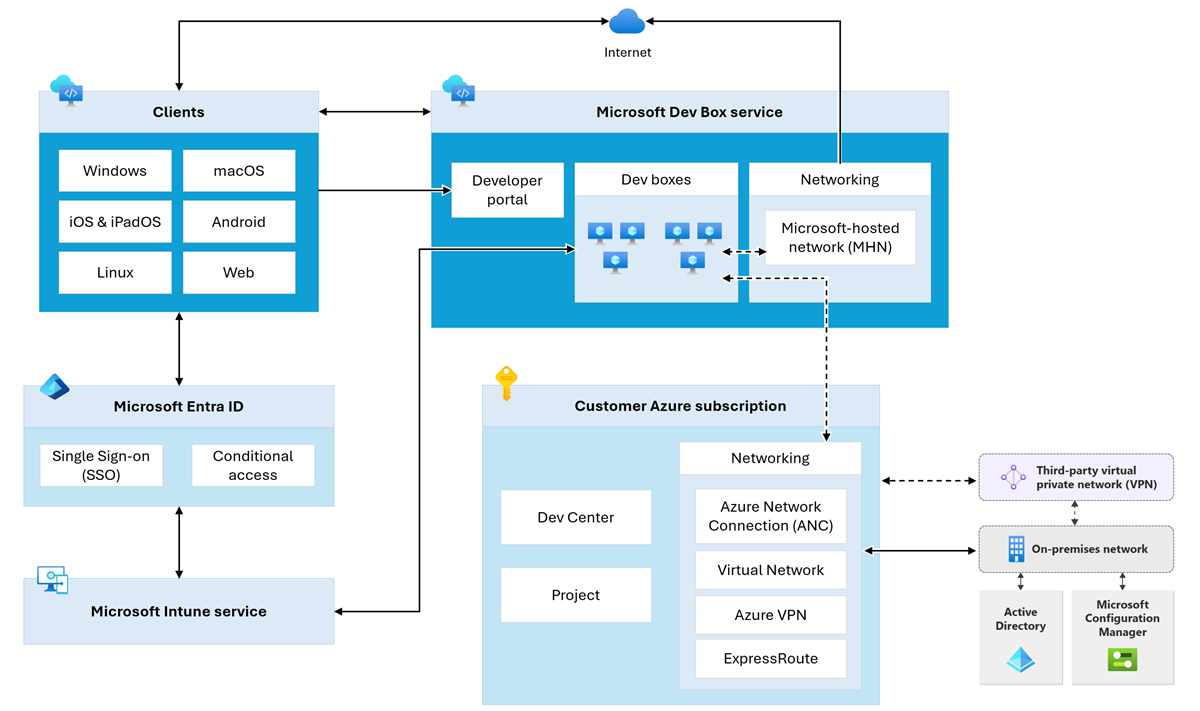 Internet
Clients
Windows
macOS
iOS & iPadOS
Android
Linux
Web
Microsoft Dev Box service
Developer
portal
Dev boxes
Networking
Microsoft-hosted
network (MHN)
Microsoft Entra ID
Single Sign-on
(SSO)
Conditional
access
Microsoft Intune service
Customer Azure subscription
Dev Center
Project
Networking
Azure Network
Connection (ANC)
Virtual Network
Azure VPN
ExpressRoute
Third-party virtual
private network (VPN)
On-premises network
Active
Directory
Microsoft
Configuration
Manager